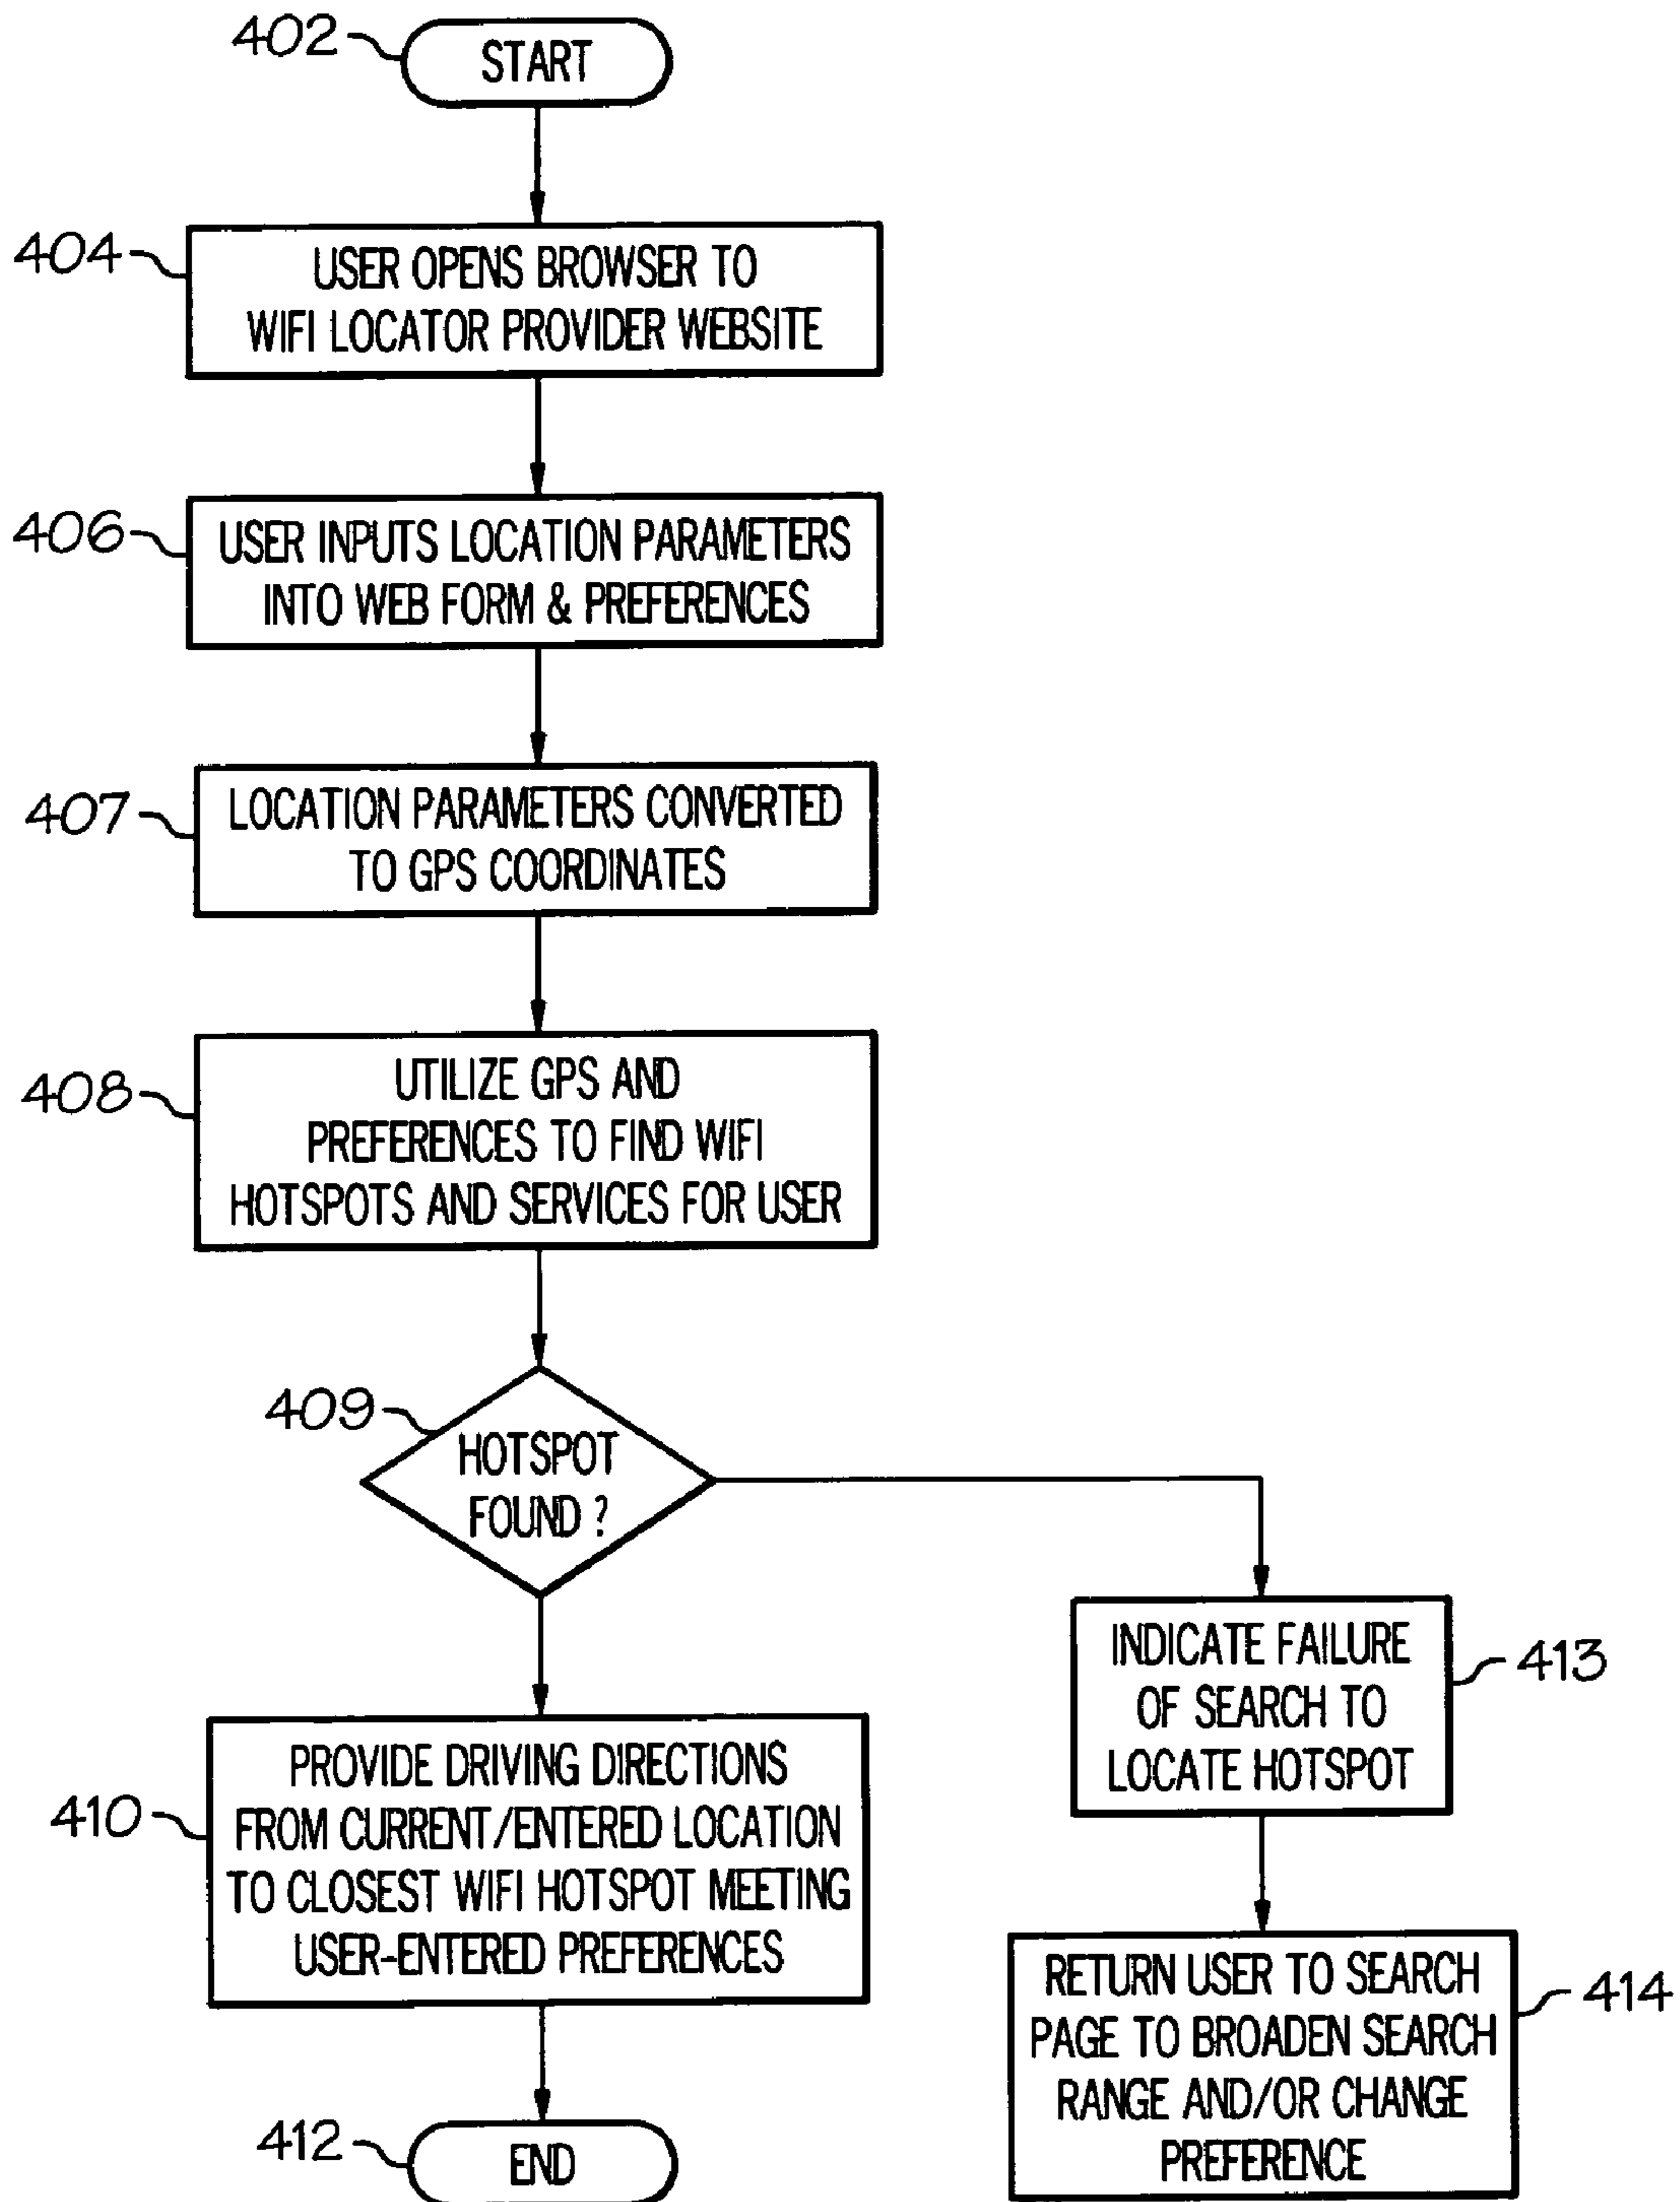 402
START
404
USER OPENS BROWSER TO
WIFI LOCATOR PROVIDER WEBSITE
406
USER INPUTS LOCATION PARAMETERS
INTO WEB FORM & PREFERENCES
407
LOCATION PARAMETERS CONVERTED
TO GPS COORDINATES
408
UTILIZE GPS AND
PREFERENCES TO FIND WIFI
HOTSPOTS AND SERVICES FOR USER
409
HOTSPOT
FOUND ?
410
PROVIDE DRIVING DIRECTIONS
FROM CURRENT/ENTERED LOCATION
TO CLOSEST WIFI HOTSPOT MEETING
USER-ENTERED PREFERENCES
412
END
INDICATE FAILURE
OF SEARCH TO
LOCATE HOTSPOT
413
RETURN USER TO SEARCH
PAGE TO BROADEN SEARCH
RANGE AND/OR CHANGE
PREFERENCE
414